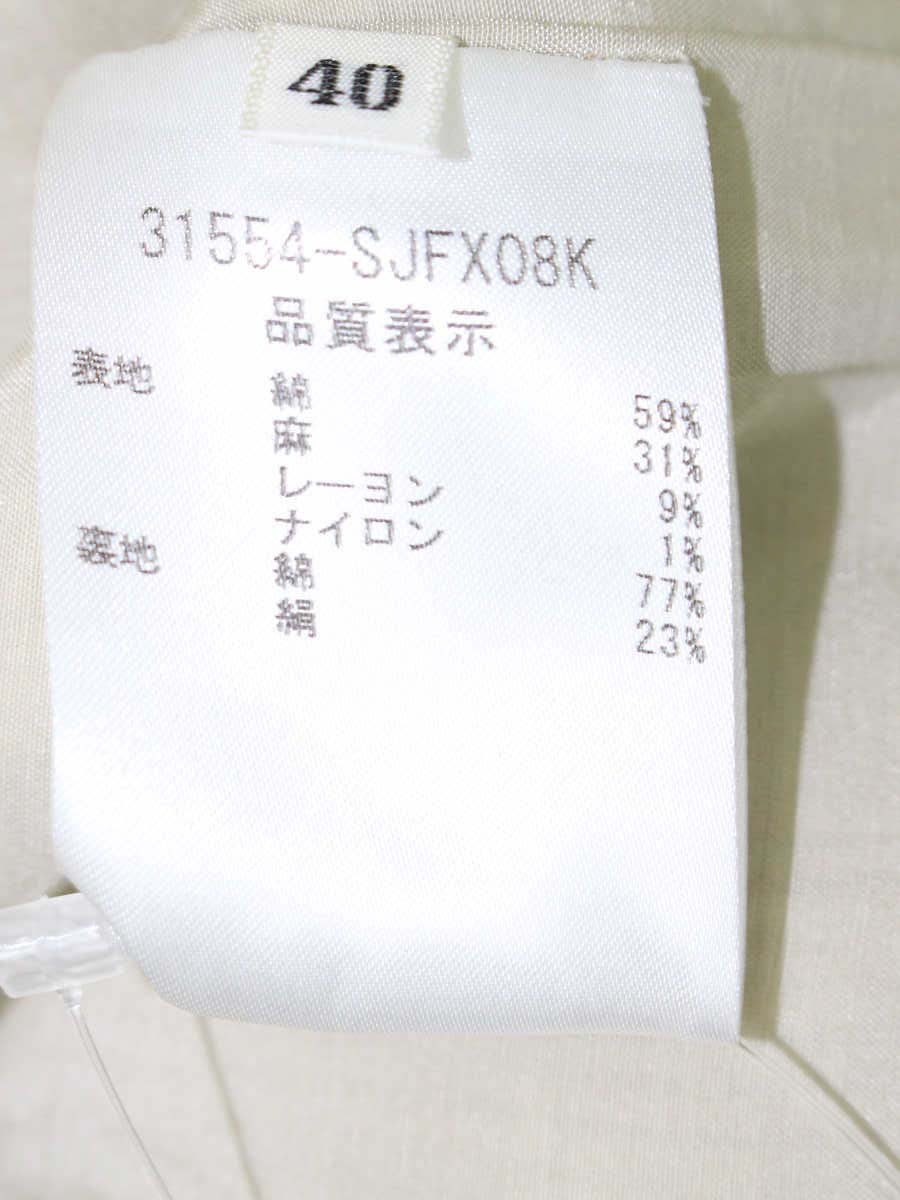 40
31554-SJFX08K
品質表示
表地 綿 59%
麻 31%
レーヨン 9%
ナイロン 1%
裏地 綿 77%
絹 23%